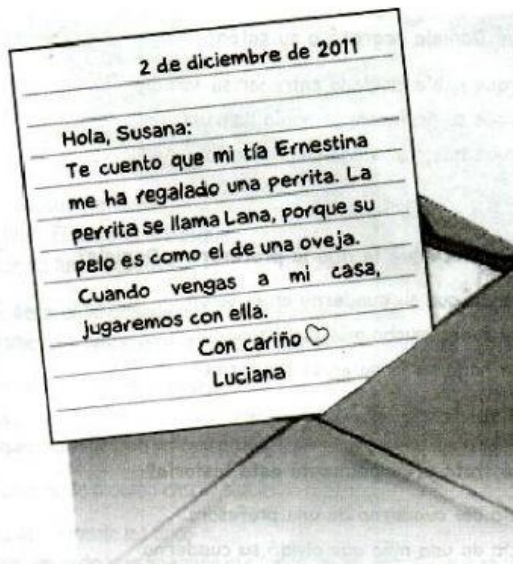 2 de diciembre de 2011
Hola, Susana:
Te cuento que mi tía Ernestina
me ha regalado una perrita. La
perrita se llama Lana, porque su
pelo es como el de una oveja.
Cuando vengas a mi casa,
jugaremos con ella.
Con cariño
Luciana